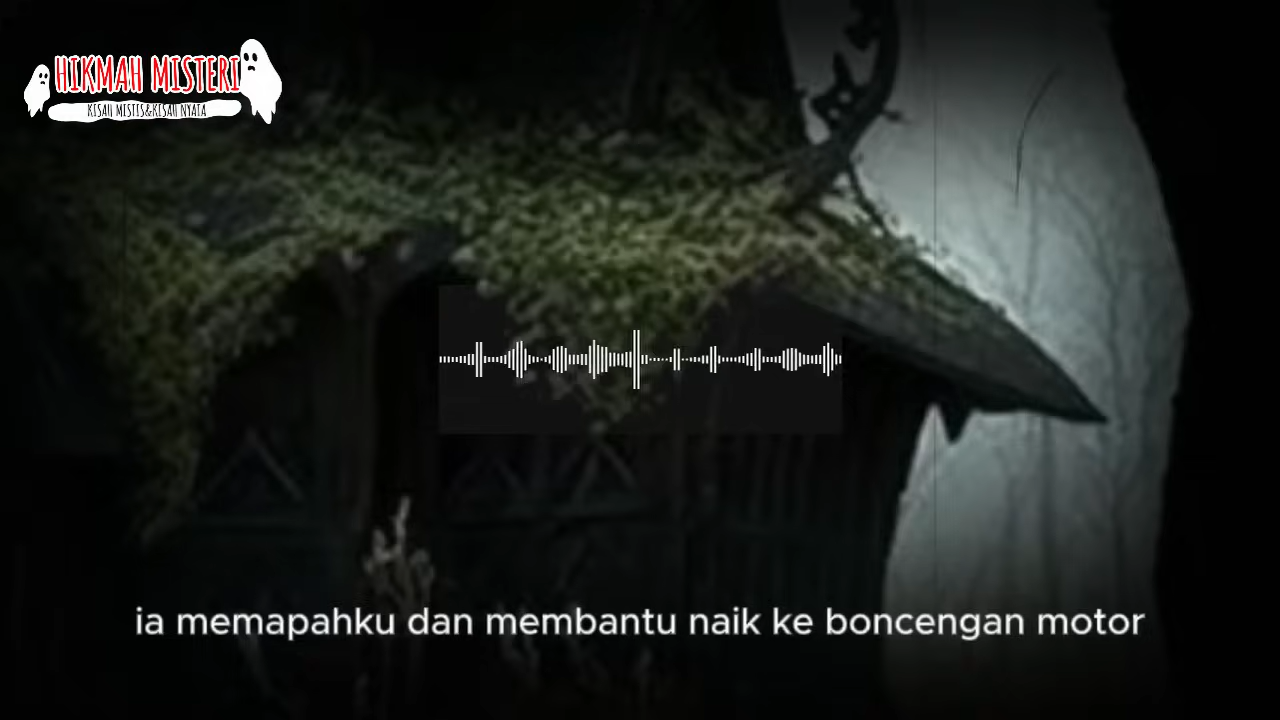 HIKMAH MISTERI
KISAH MISTIS&KISAH NYATA
ia memapahku dan membantu naik ke boncengan motor